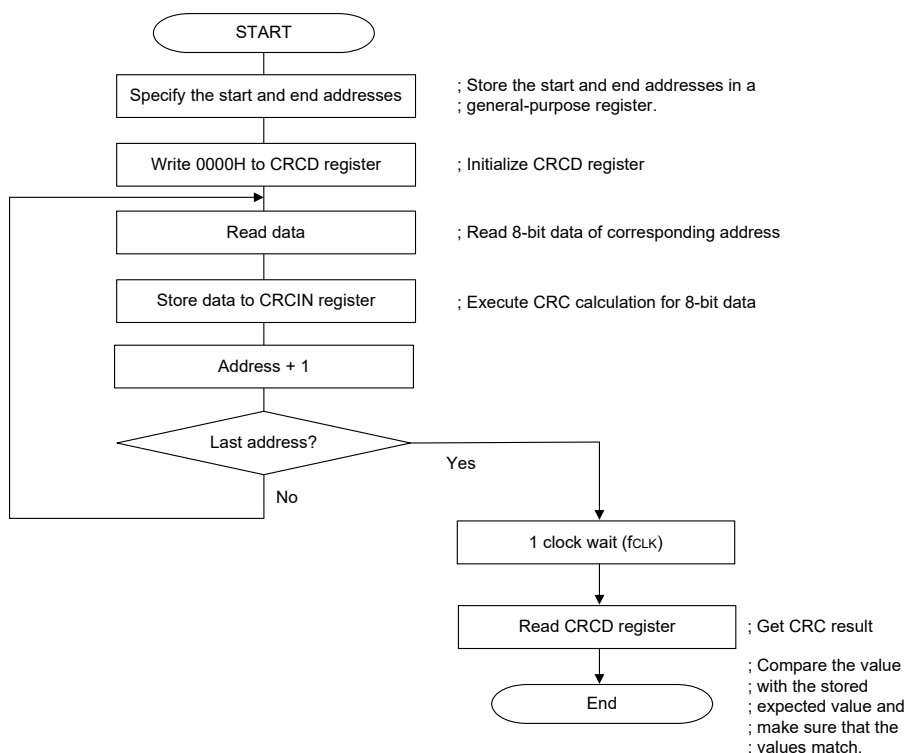 START
Specify the start and end addresses
; Store the start and end addresses in a
; general-purpose register.
Write 0000H to CRCD register
; Initialize CRCD register
Read data
; Read 8-bit data of corresponding address
Store data to CRCIN register
; Execute CRC calculation for 8-bit data
Address + 1
Last address?
Yes
No
1 clock wait (fCLK)
Read CRCD register
; Get CRC result
End
; Compare the value
; with the stored
; expected value and
; make sure that the
: values match.